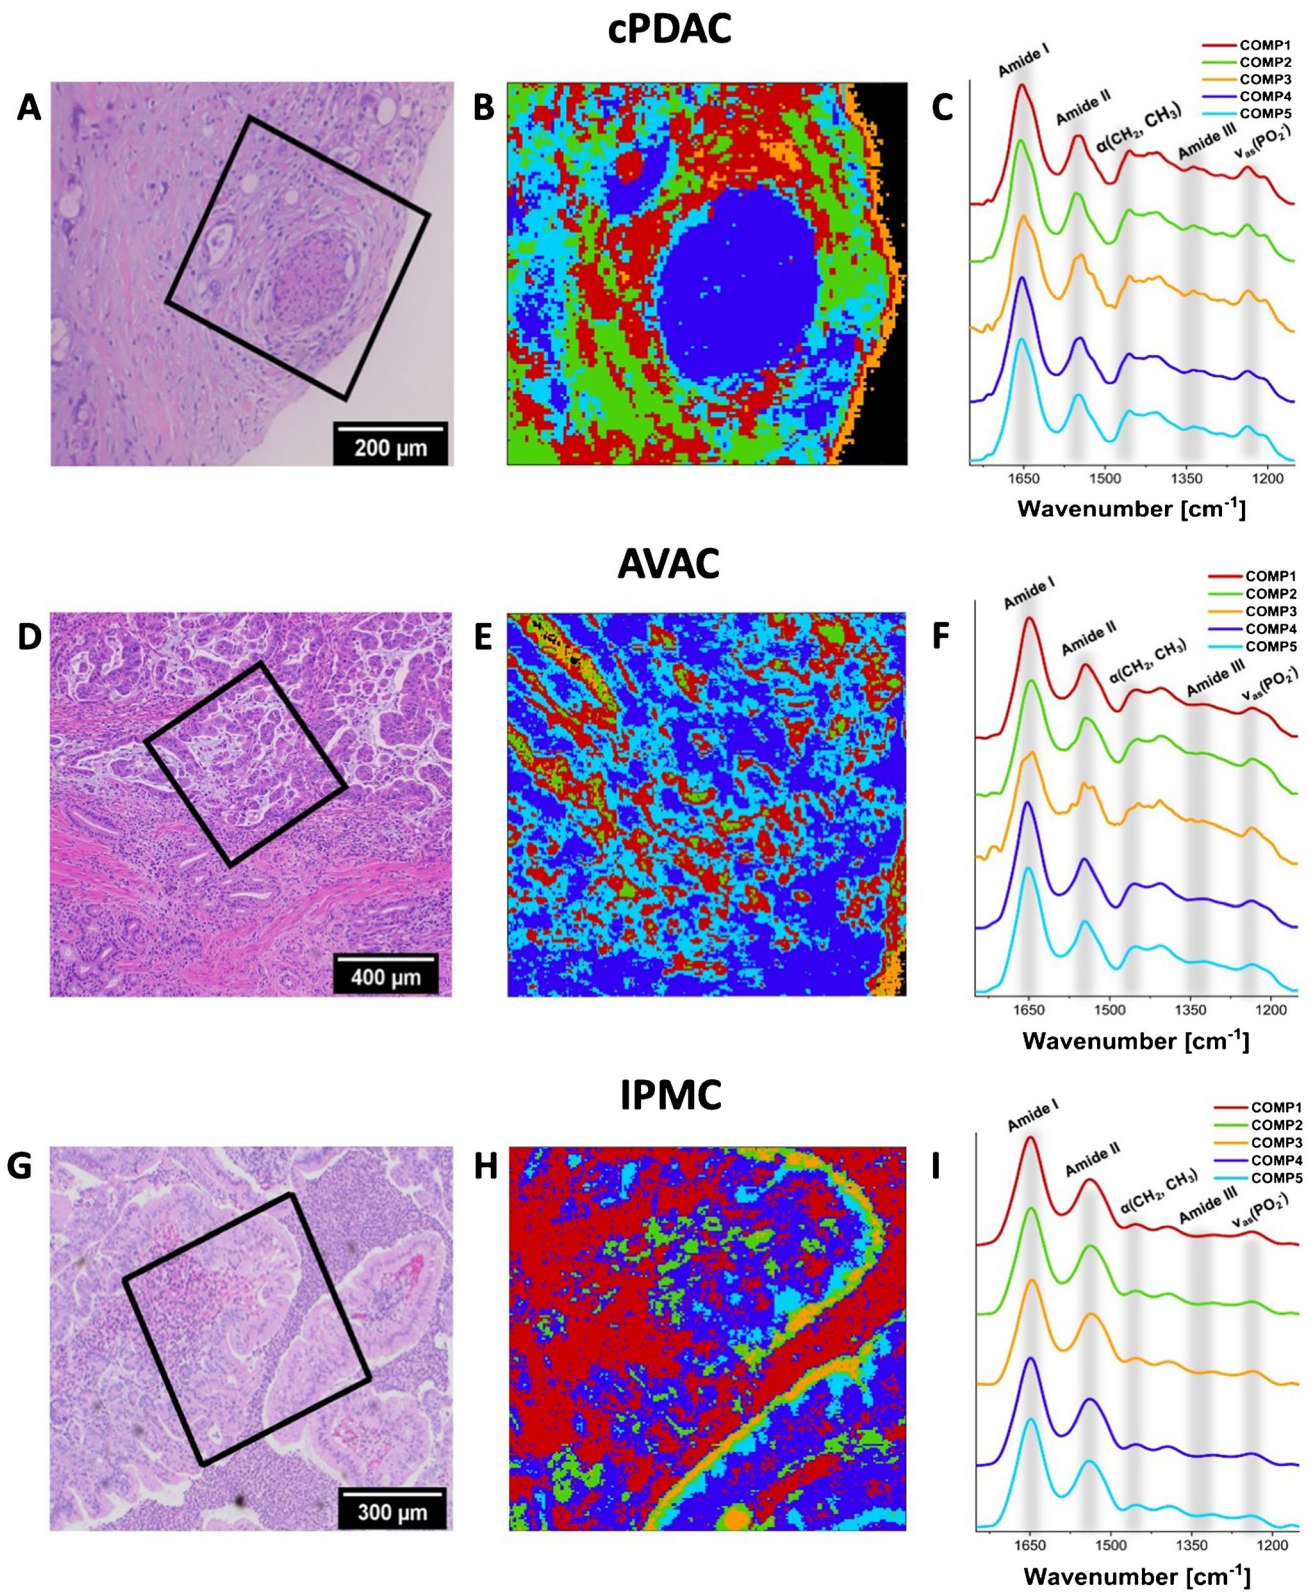 cPDAC
A
200 µm
B
C
COMP1
COMP2
COMP3
COMP4
COMP5
Amide I
Amide II
α(CH₂, CH₃)
Amide III
νas(PO₂⁻)
1650 1500 1350 1200
Wavenumber [cm⁻¹]
AVAC
D
400 µm
E
F
COMP1
COMP2
COMP3
COMP4
COMP5
Amide I
Amide II
α(CH₂, CH₃)
Amide III
νas(PO₂⁻)
1650 1500 1350 1200
Wavenumber [cm⁻¹]
IPMC
G
300 µm
H
I
COMP1
COMP2
COMP3
COMP4
COMP5
Amide I
Amide II
α(CH₂, CH₃)
Amide III
νas(PO₂⁻)
1650 1500 1350 1200
Wavenumber [cm⁻¹]